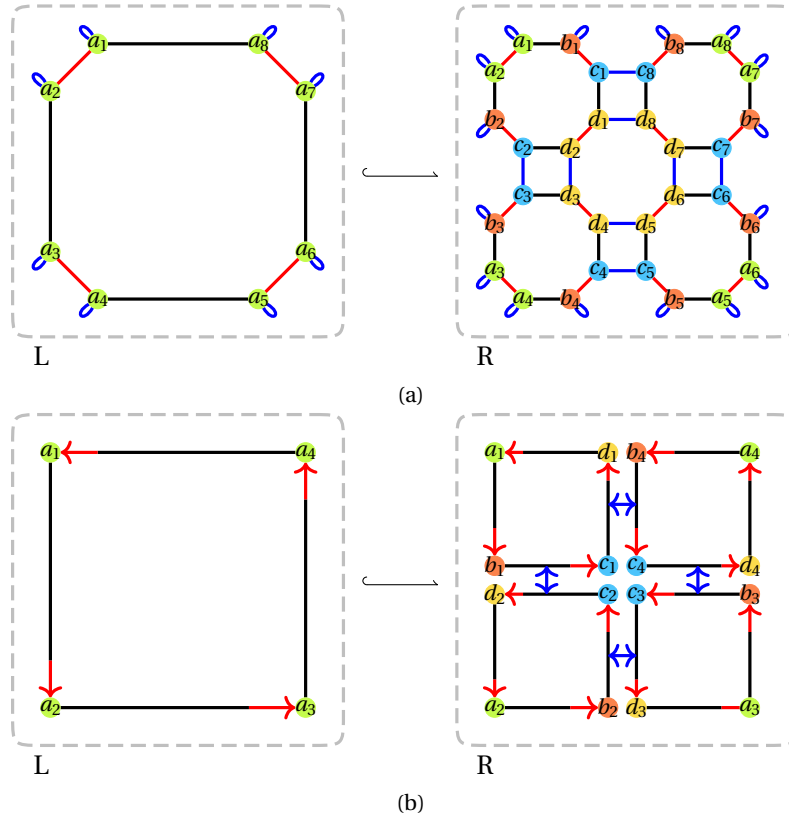 a1 a8 a1 b1 b8 a8
a2 a7 a2 c1 c8 a7
b2 d1 d8 b7
c2 d2 d7 c7
c3 d3 d6 c6
b3 d4 d5 b6
a3 a6 a3 c4 c5 a6
a4 a5 a4 b4 b5 a5
L R
(a)
a1 a4 a1 d1 b4 a4
b1 c1 c4 d4
d2 c2 c3 b3
a2 a3 a2 b2 d3 a3
L R
(b)